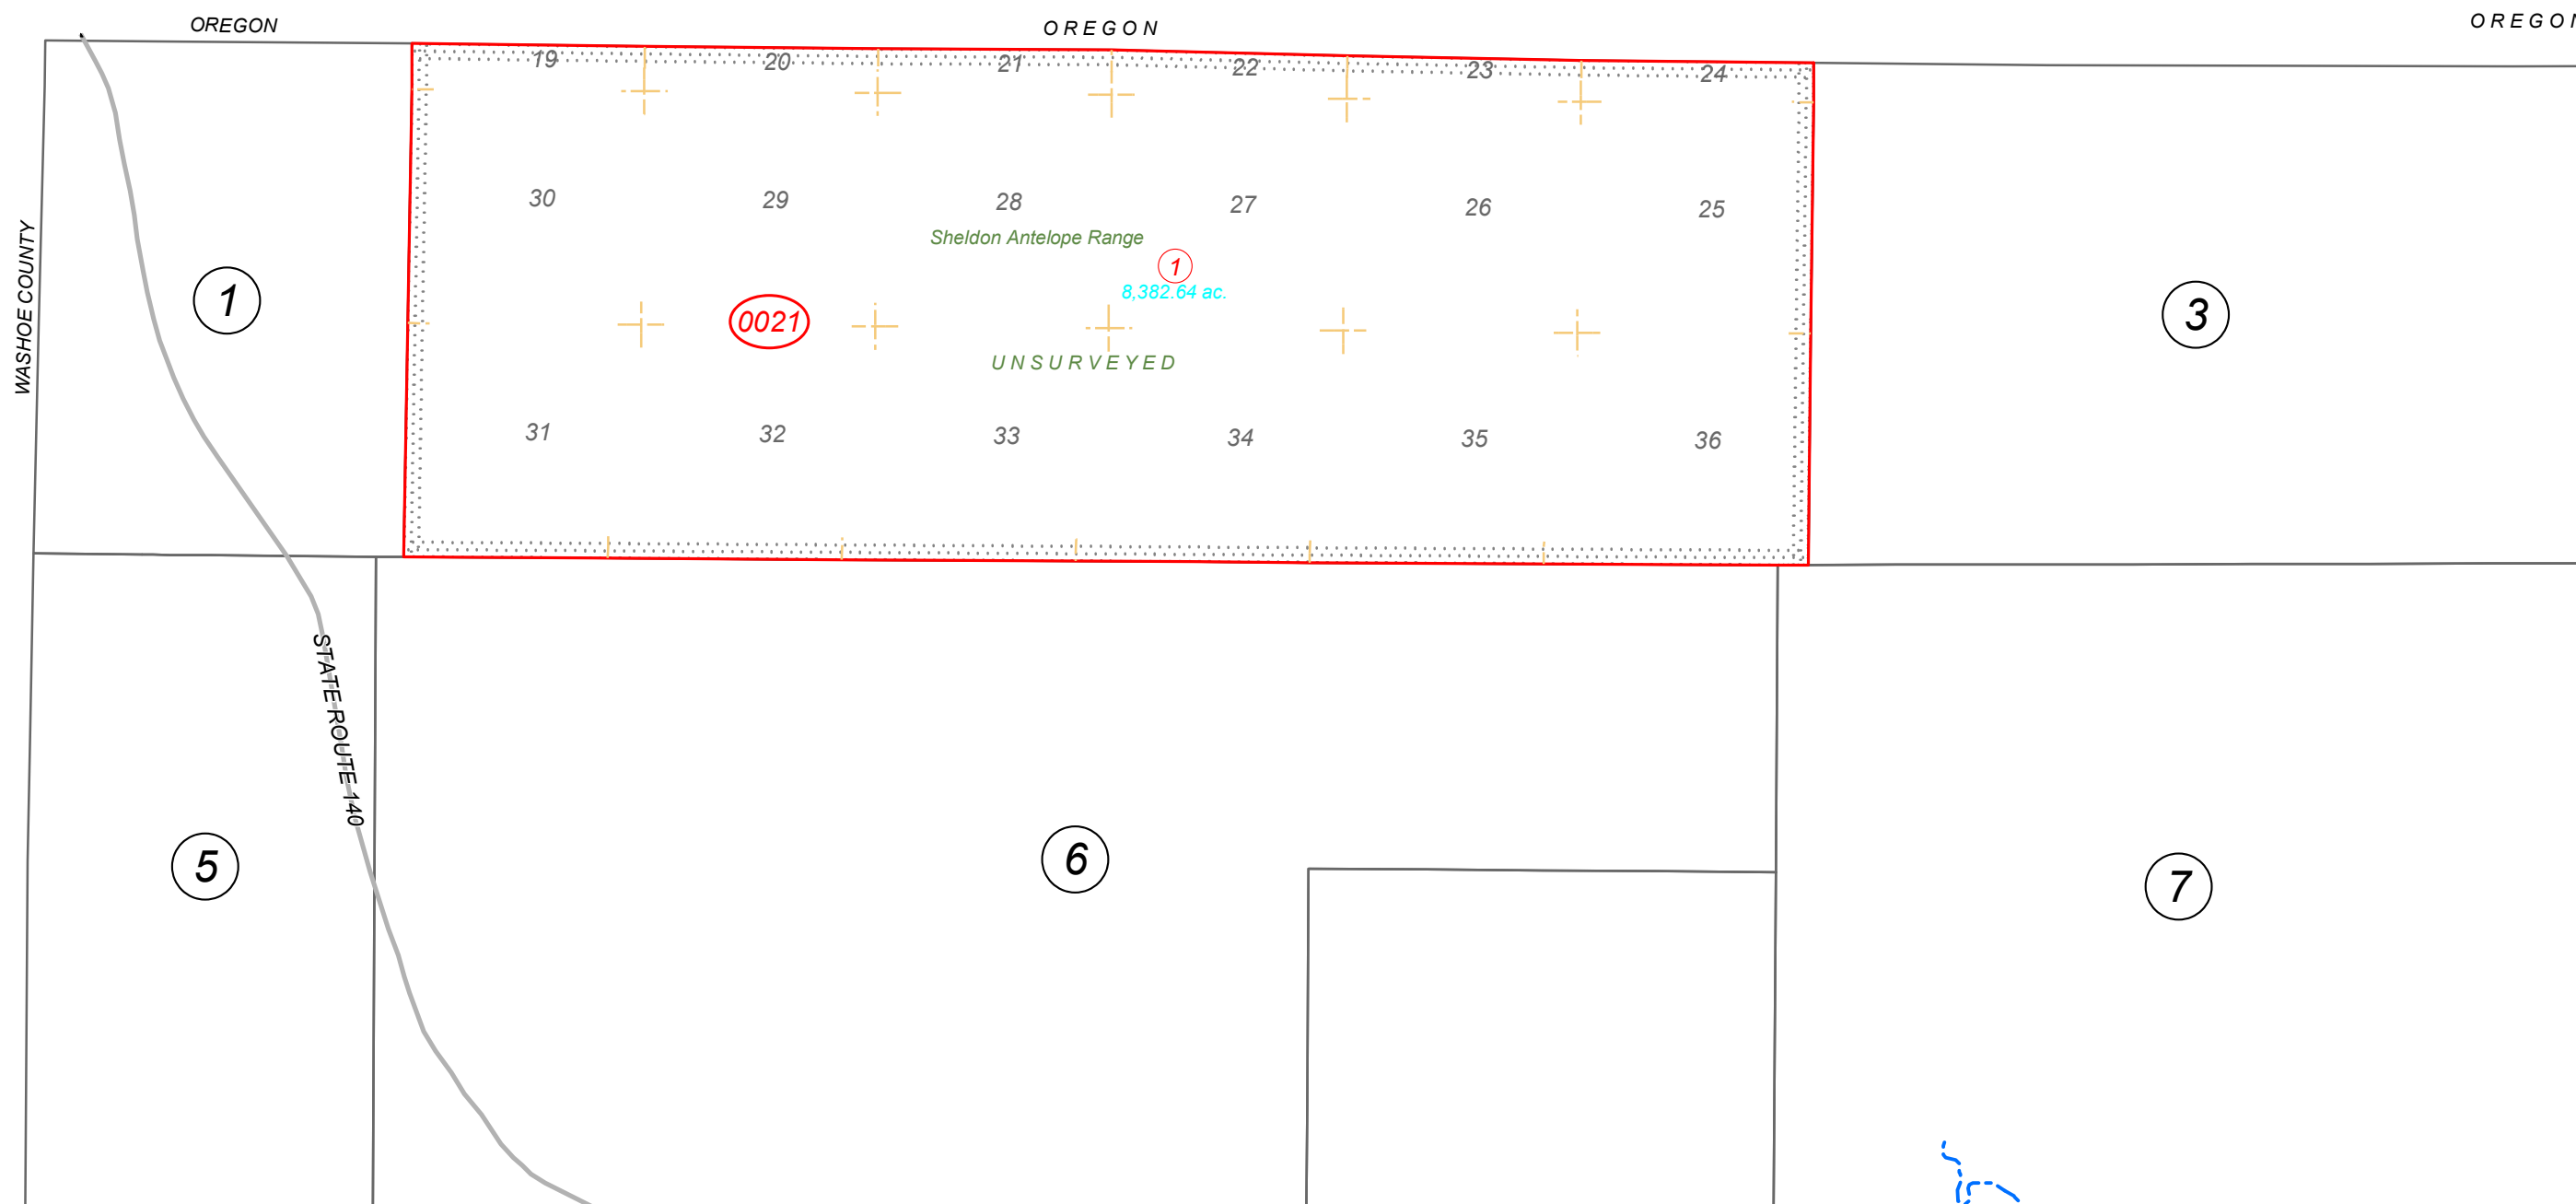 OREGON
OREGON
OREGON
19 20 21 22 23 24
30 29 28 27 26 25
Sheldon Antelope Range
1
8,382.64 ac.
WASHOE COUNTY
1
0021
3
UNSURVEYED
31 32 33 34 35 36
STATE ROUTE 140
5
6
7